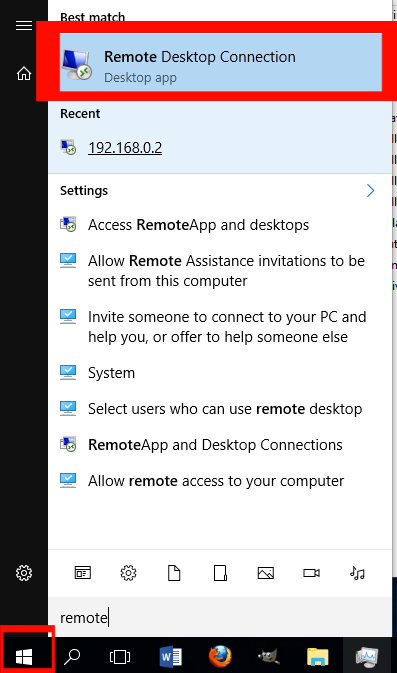 Best match
Remote Desktop Connection
Desktop app
Recent
192.168.0.2
Settings
Access RemoteApp and desktops
Allow Remote Assistance invitations to be
sent from this computer
Invite someone to connect to your PC and
help you, or offer to help someone else
System
Select users who can use remote desktop
RemoteApp and Desktop Connections
Allow remote access to your computer
remote